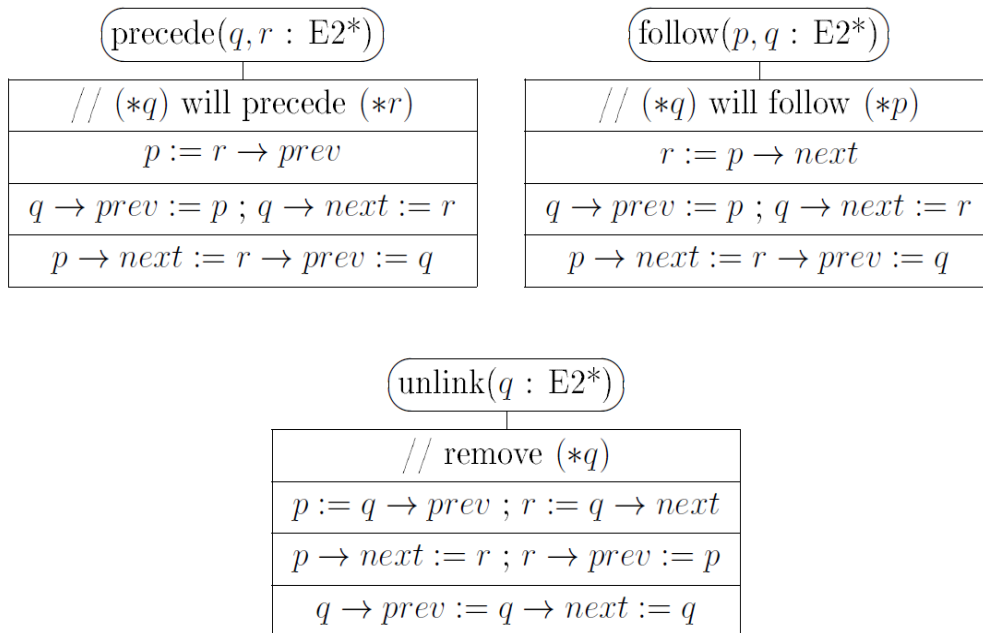 precede(q, r : E2*)
// (∗q) will precede (∗r)
p := r → prev
q → prev := p ; q → next := r
p → next := r → prev := q
follow(p, q : E2*)
// (∗q) will follow (∗p)
r := p → next
q → prev := p ; q → next := r
p → next := r → prev := q
unlink(q : E2*)
// remove (∗q)
p := q → prev ; r := q → next
p → next := r ; r → prev := p
q → prev := q → next := q